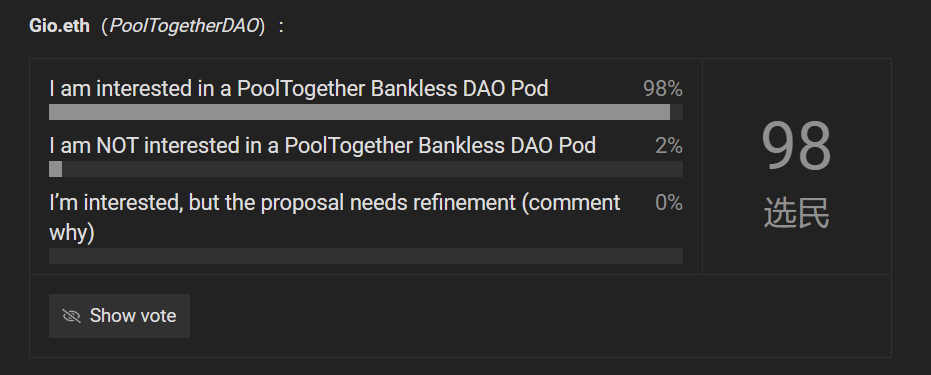 Gio.eth (PoolTogetherDAO) :
I am interested in a PoolTogether Bankless DAO Pod 98%
I am NOT interested in a PoolTogether Bankless DAO Pod 2%
I’m interested, but the proposal needs refinement (comment 0%
why)
98
选民
Show vote